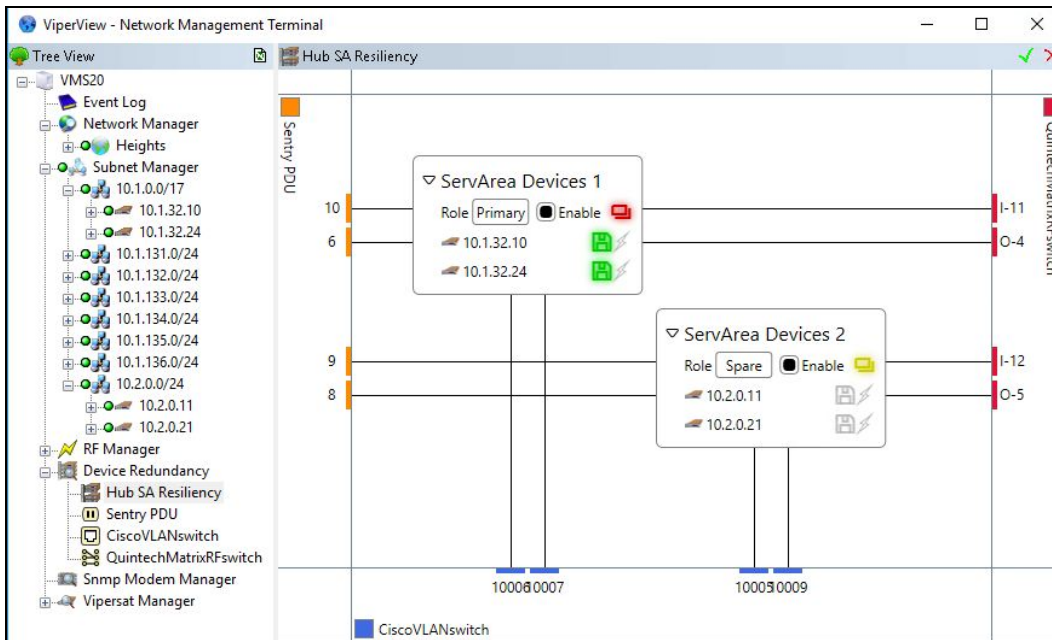 ViperView - Network Management Terminal
Tree View
VMS20
Event Log
Network Manager
Heights
Subnet Manager
10.1.0.0/17
10.1.32.10
10.1.32.24
10.1.131.0/24
10.1.132.0/24
10.1.133.0/24
10.1.134.0/24
10.1.135.0/24
10.1.136.0/24
10.2.0.0/24
10.2.0.11
10.2.0.21
RF Manager
Device Redundancy
Hub SA Resiliency
Sentry PDU
CiscoVLANswitch
QuintechMatrixRFswitch
Snmp Modem Manager
Vipersat Manager
Hub SA Resiliency
Sentry PDU
10
6
9
8
ServArea Devices 1
Role Primary Enable
10.1.32.10
10.1.32.24
ServArea Devices 2
Role Spare Enable
10.2.0.11
10.2.0.21
I-11
O-4
I-12
O-5
QuintechMatrixRFswitch
10007
10009
CiscoVLANswitch